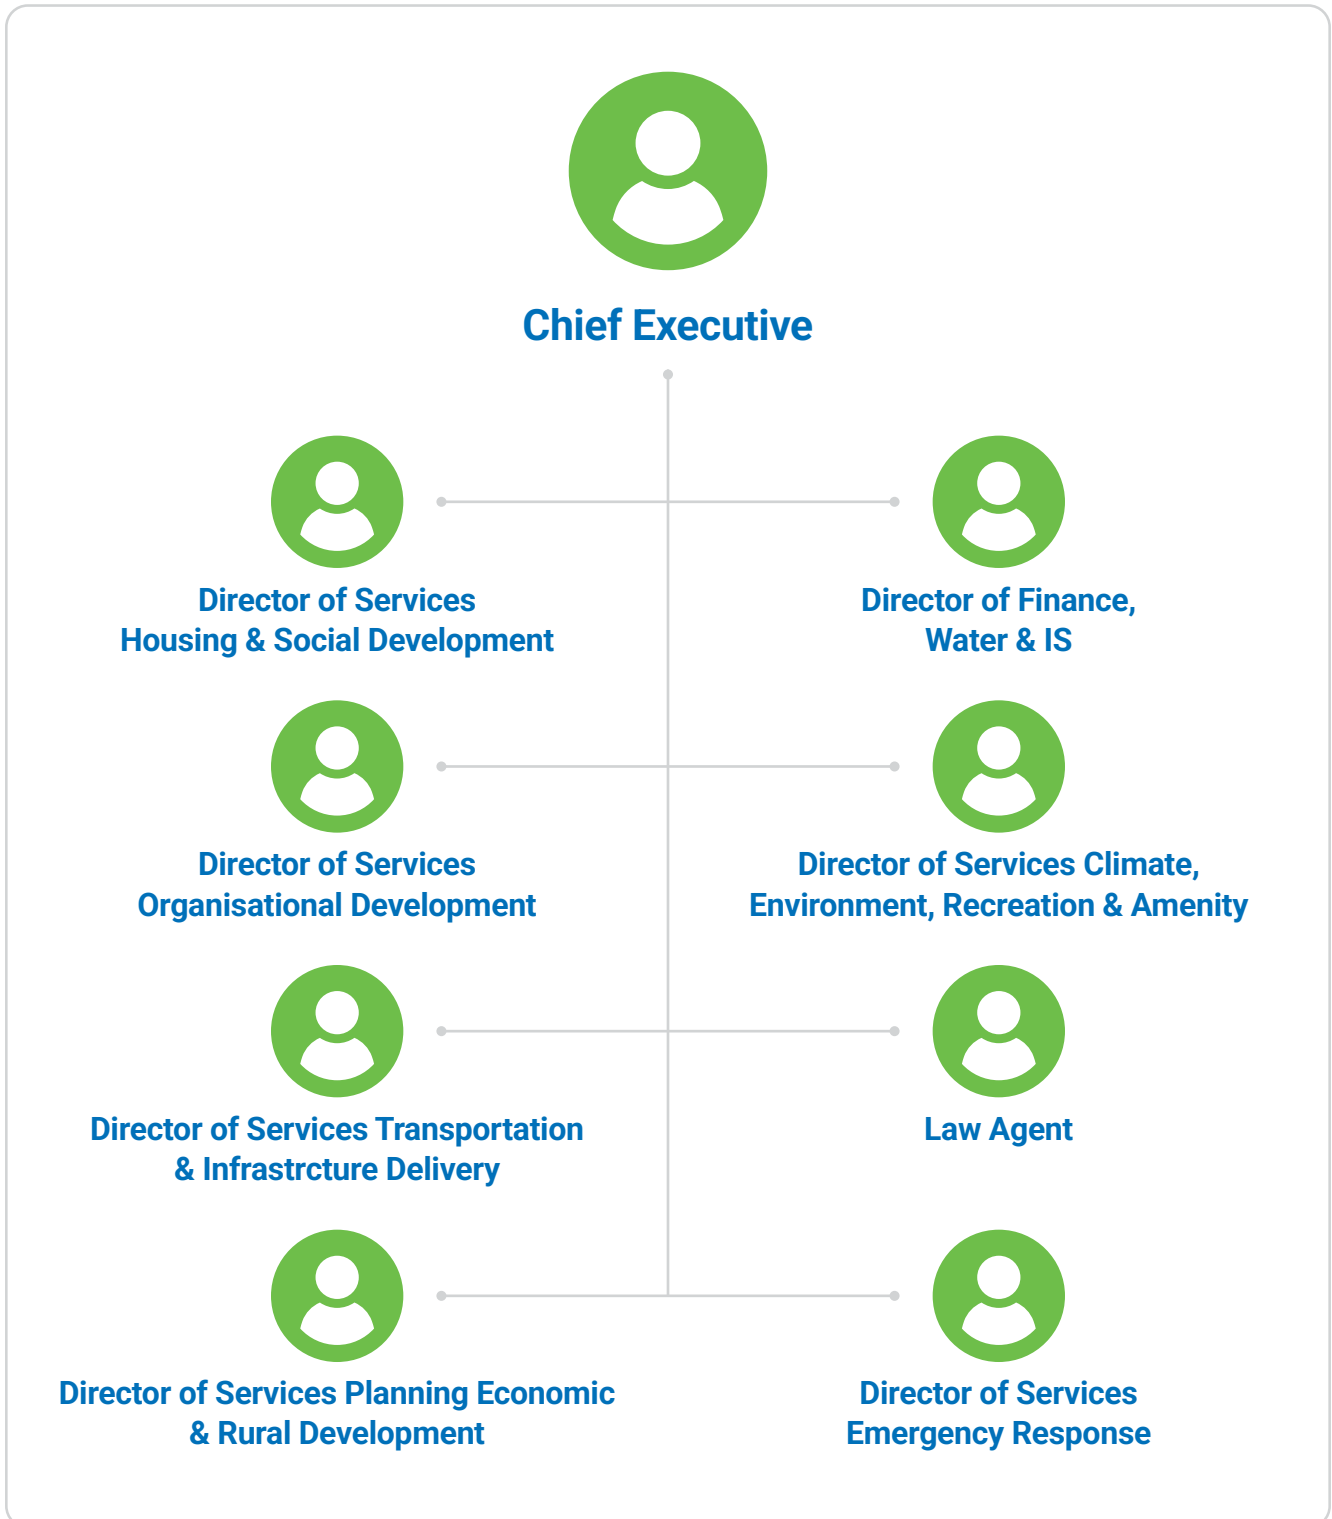 Chief Executive
Director of Services
Housing & Social Development
Director of Finance,
Water & IS
Director of Services
Organisational Development
Director of Services Climate,
Environment, Recreation & Amenity
Director of Services Transportation
& Infrastrcture Delivery
Law Agent
Director of Services Planning Economic
& Rural Development
Director of Services
Emergency Response